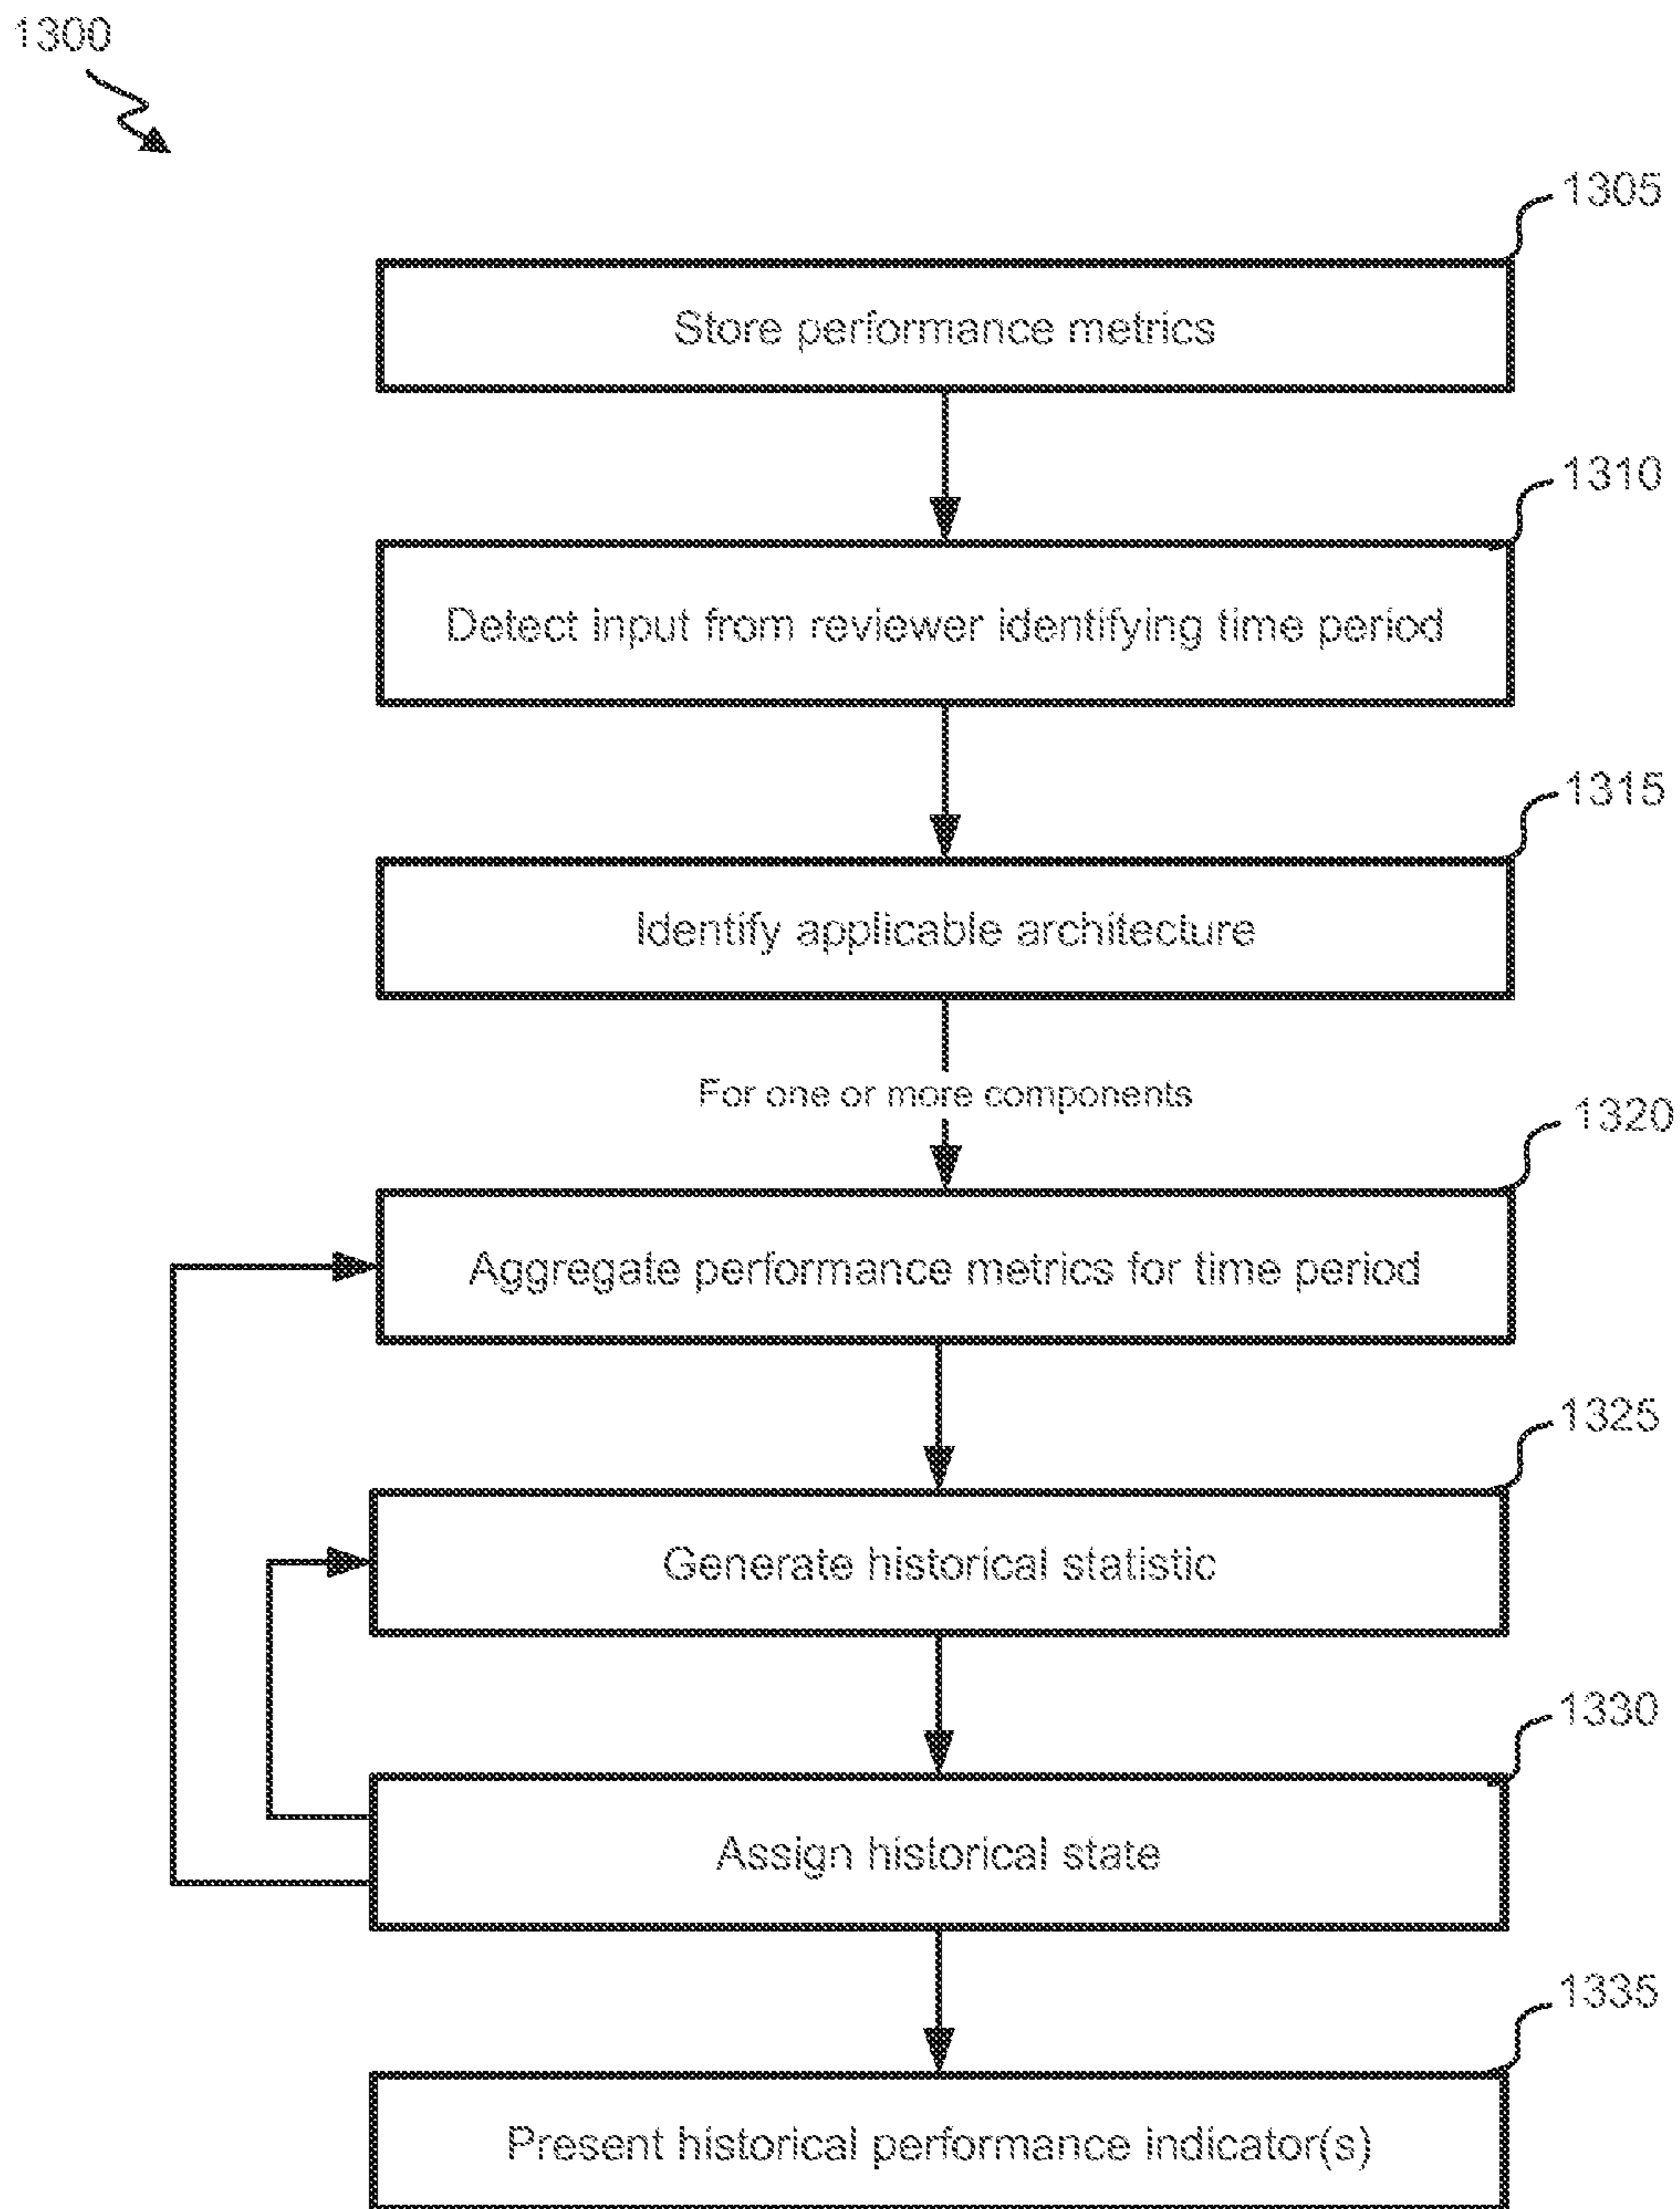 1300
1305
Store performance metrics
1310
Detect input from reviewer identifying time period
1315
Identify applicable architecture
For one or more components
1320
Aggregate performance metrics for time period
1325
Generate historical statistic
1330
Assign historical state
1335
Present historical performance indicator(s)